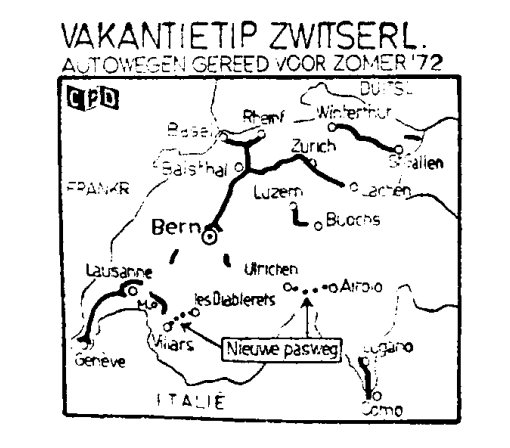 VAKANTIETIP ZWITSERL.
AUTOWEGEN GEREED VOOR ZOMER '72
CPD
DUITSL
Rheinf
Winterthur
Basel
Zurich
St Gallen
Balsthal
FRANKR
Luzern
Lachen
Buochs
Bern
Lausanne
Ulrichen
les Diablerets
Airolo
Villars
Nieuwe pasweg
Lugano
Genève
ITALIË
Como